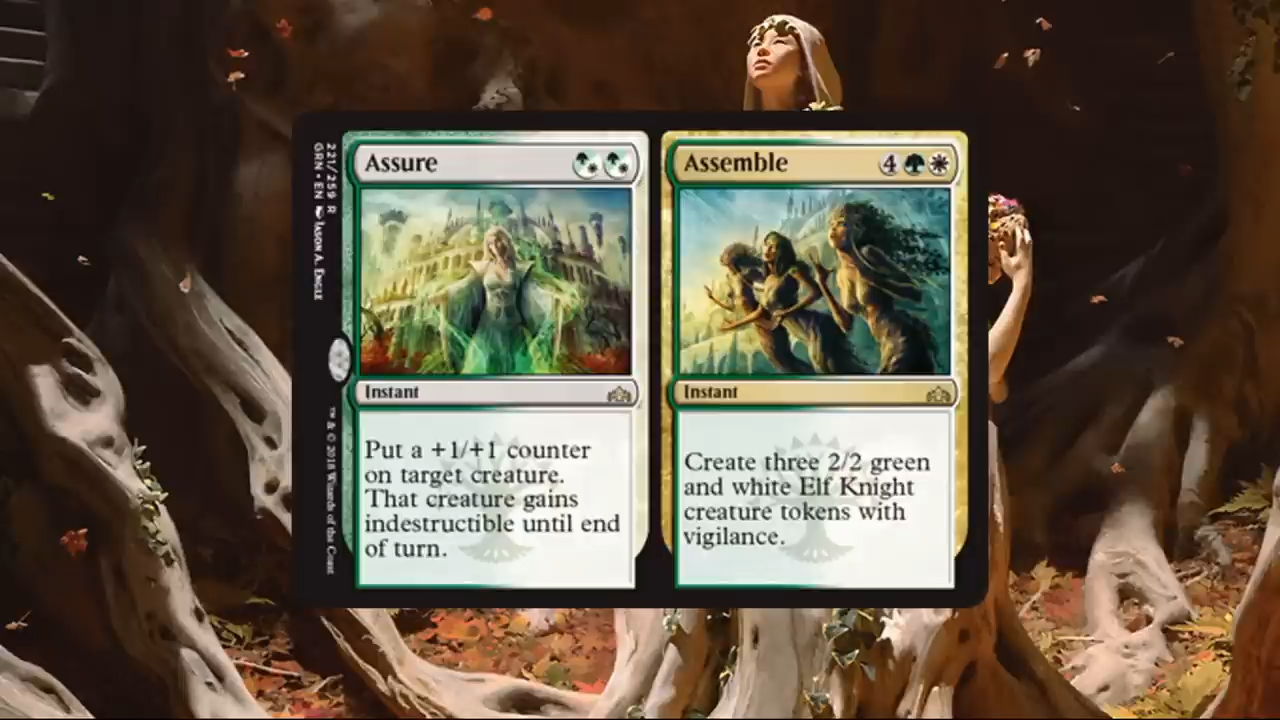 221/259 R
GRN • EN JASON A. ENGLE
™ & © 2018 Wizards of the Coast
Assure
Instant
Put a +1/+1 counter
on target creature.
That creature gains
indestructible until end
of turn.
Assemble
4
Instant
Create three 2/2 green
and white Elf Knight
creature tokens with
vigilance.